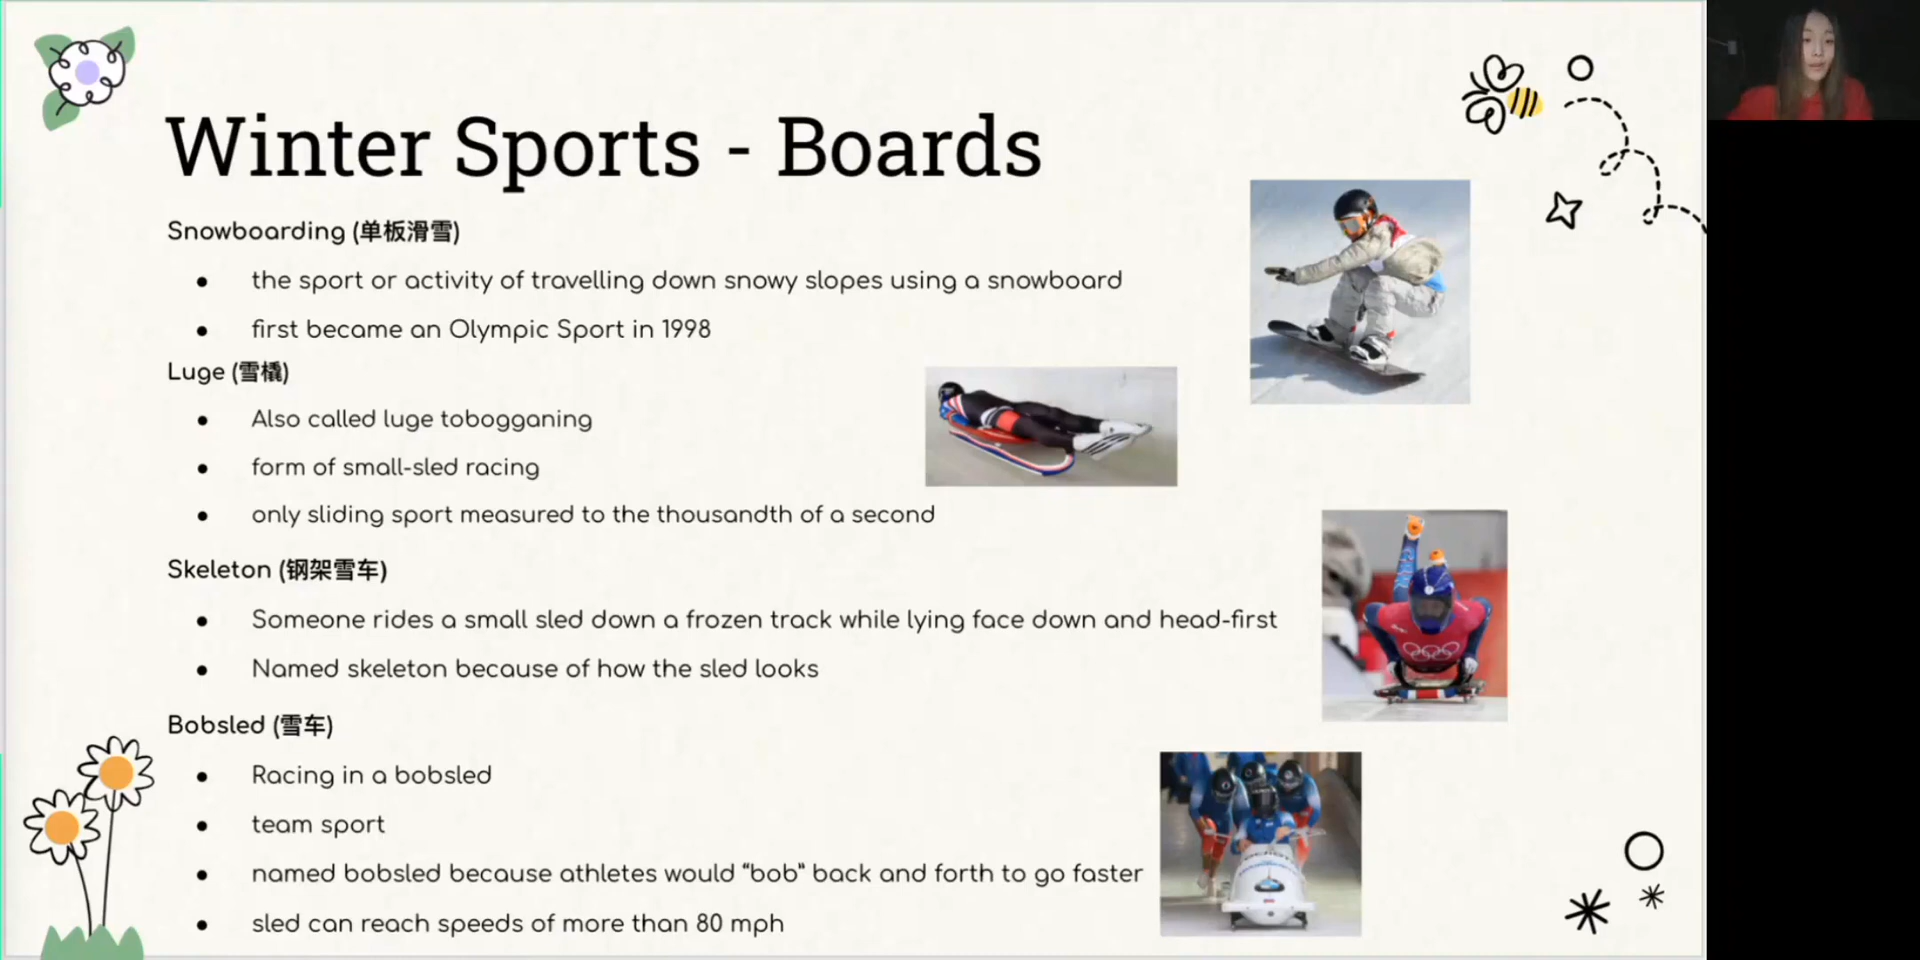 Winter Sports - Boards
Snowboarding (单板滑雪)
● the sport or activity of travelling down snowy slopes using a snowboard
● first became an Olympic Sport in 1998
Luge (雪橇)
● Also called luge tobogganing
● form of small-sled racing
● only sliding sport measured to the thousandth of a second
Skeleton (钢架雪车)
● Someone rides a small sled down a frozen track while lying face down and head-first
● Named skeleton because of how the sled looks
Bobsled (雪车)
● Racing in a bobsled
● team sport
● named bobsled because athletes would “bob” back and forth to go faster
● sled can reach speeds of more than 80 mph